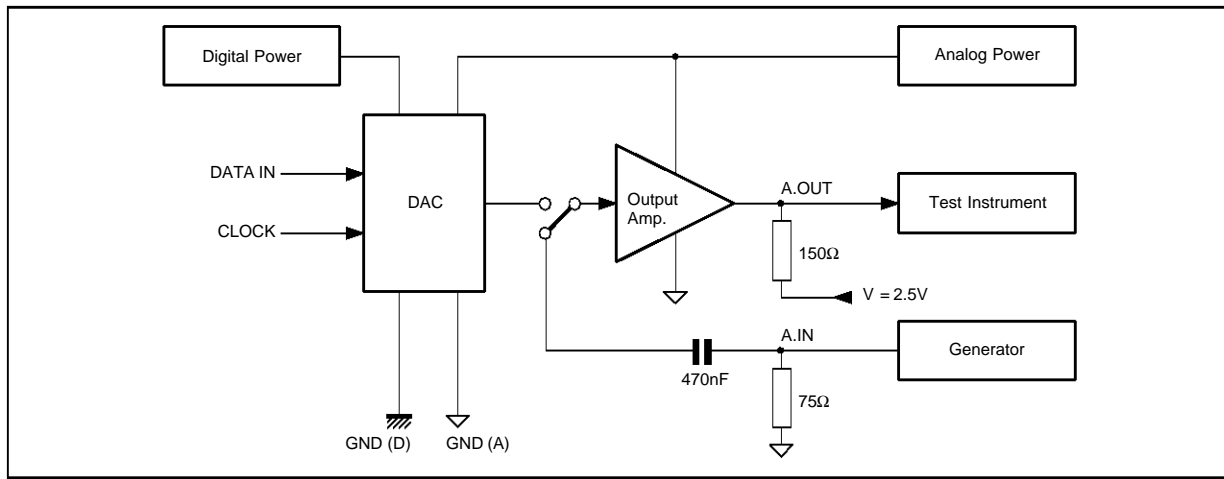 Digital Power
Analog Power
DATA IN
DAC
CLOCK
Output
Amp.
A.OUT
Test Instrument
150Ω
V = 2.5V
A.IN
Generator
470nF
75Ω
GND (D)
GND (A)